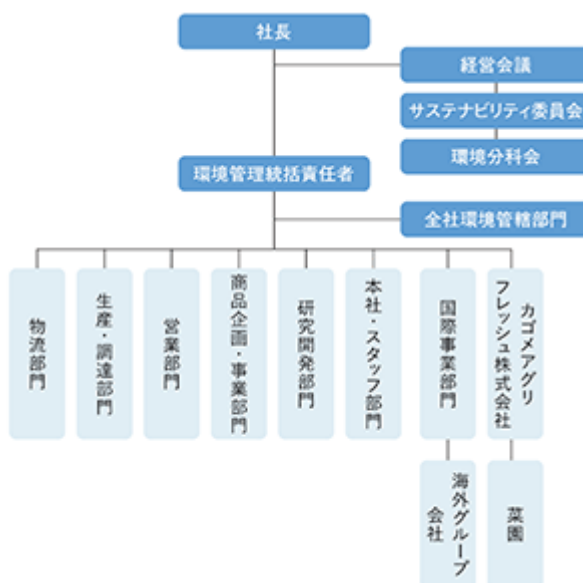 社長
経営会議
サステナビリティ委員会
環境管理統括責任者
環境分科会
全社環境管轄部門
物流部門
生産・調達部門
営業部門
商品企画・事業部門
研究開発部門
本社・スタッフ部門
国際事業部門
カゴメアグリ
フレッシュ株式会社
海外グループ
会社
菜園